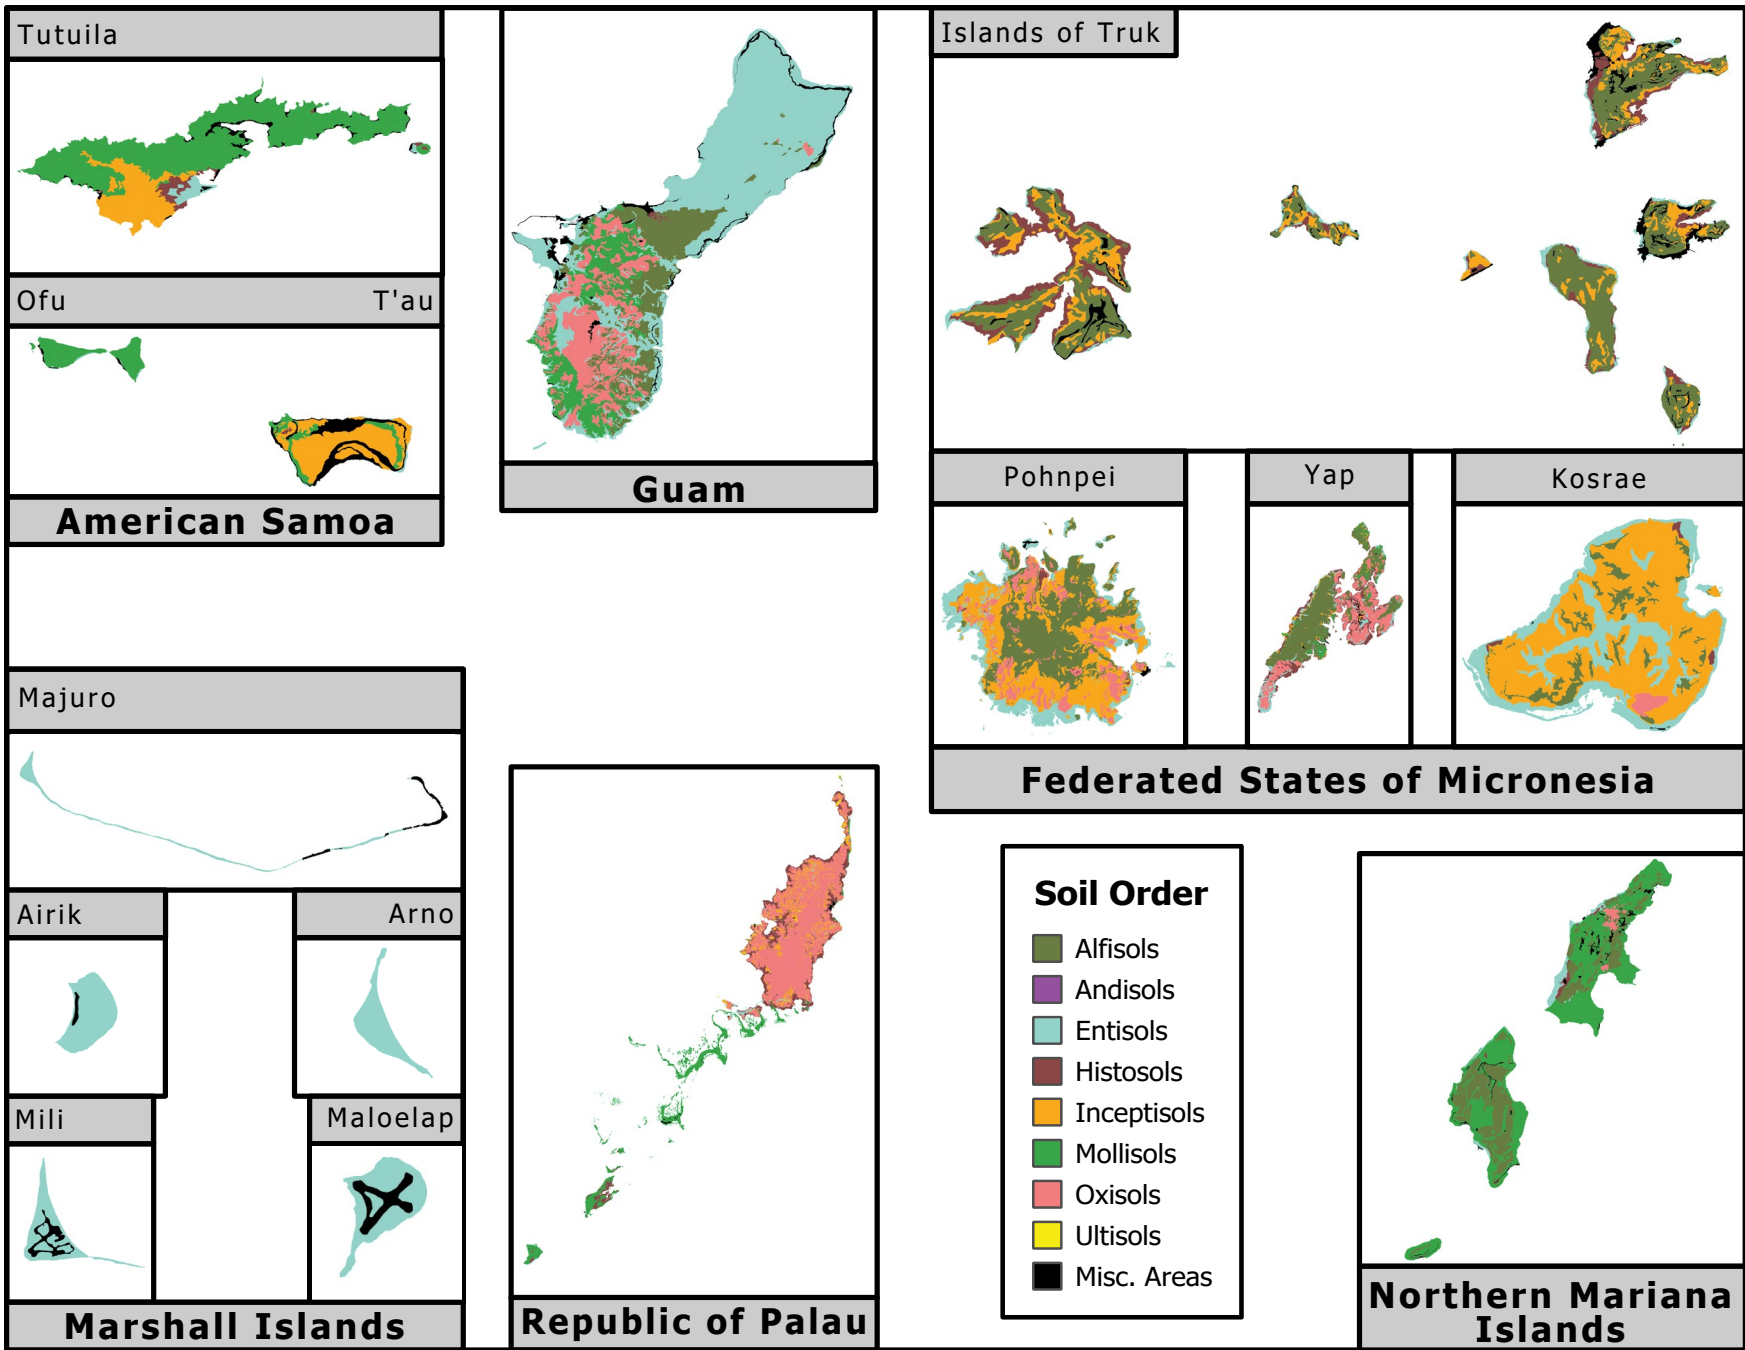 Tutuila
Ofu
T'au
American Samoa
Guam
Islands of Truk
Pohnpei
Yap
Kosrae
Federated States of Micronesia
Majuro
Airik
Arno
Mili
Maloelap
Marshall Islands
Republic of Palau
Soil Order
Alfisols
Andisols
Entisols
Histosols
Inceptisols
Mollisols
Oxisols
Ultisols
Misc. Areas
Northern Mariana
Islands